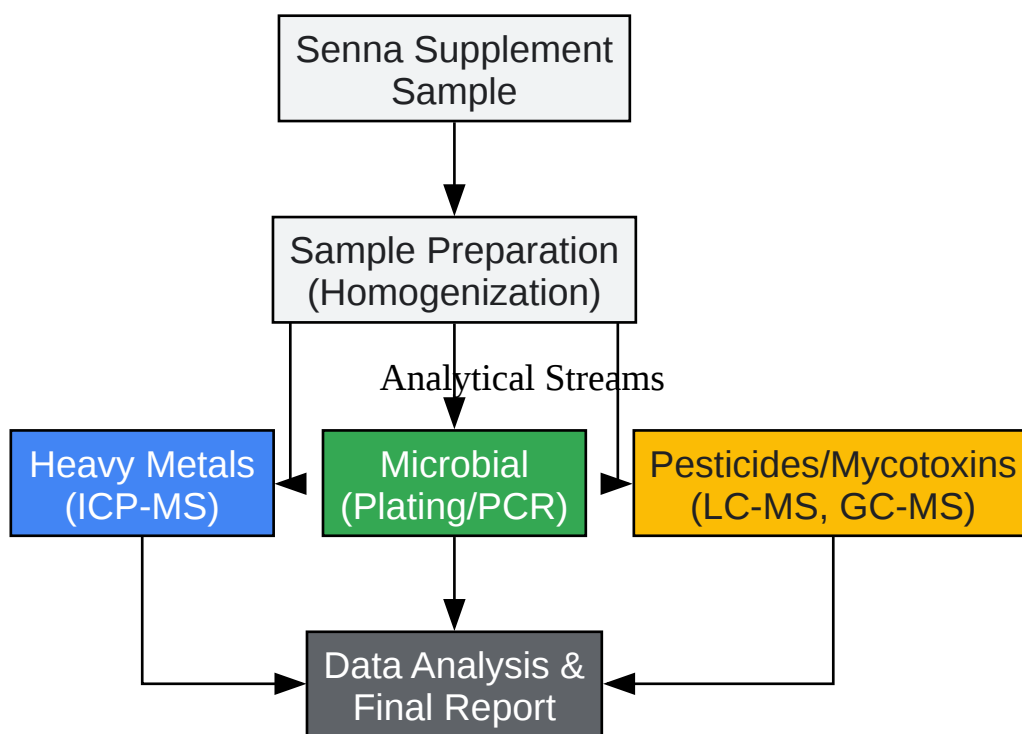 Senna Supplement
Sample
Sample Preparation
(Homogenization)
Analytical Streams
Heavy Metals
(ICP-MS)
Microbial
(Plating/PCR)
Pesticides/Mycotoxins
(LC-MS, GC-MS)
Data Analysis &
Final Report